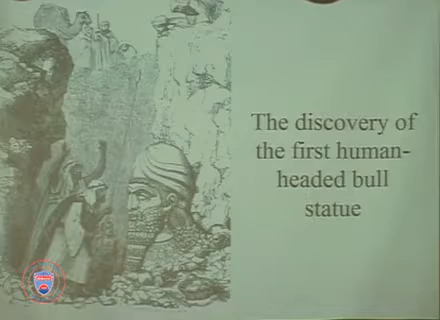 The discovery of
the first human-
headed bull
statue